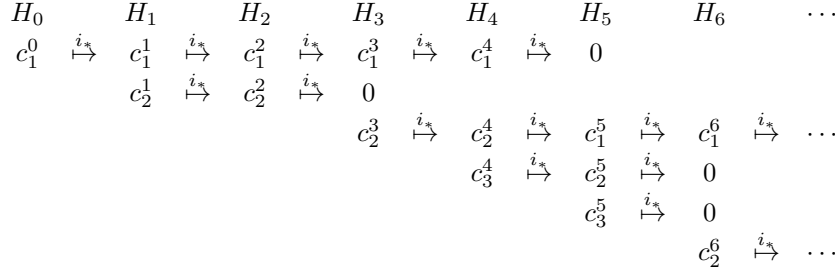 H_0 H_1 H_2 H_3 H_4 H_5 H_6 ⋯
c_1^0 ↦^{i_*} c_1^1 ↦^{i_*} c_1^2 ↦^{i_*} c_1^3 ↦^{i_*} c_1^4 ↦^{i_*} 0
c_2^1 ↦^{i_*} c_2^2 ↦^{i_*} 0
c_2^3 ↦^{i_*} c_2^4 ↦^{i_*} c_1^5 ↦^{i_*} c_1^6 ↦^{i_*} ⋯
c_3^4 ↦^{i_*} c_2^5 ↦^{i_*} 0
c_3^5 ↦^{i_*} 0
c_2^6 ↦^{i_*} ⋯